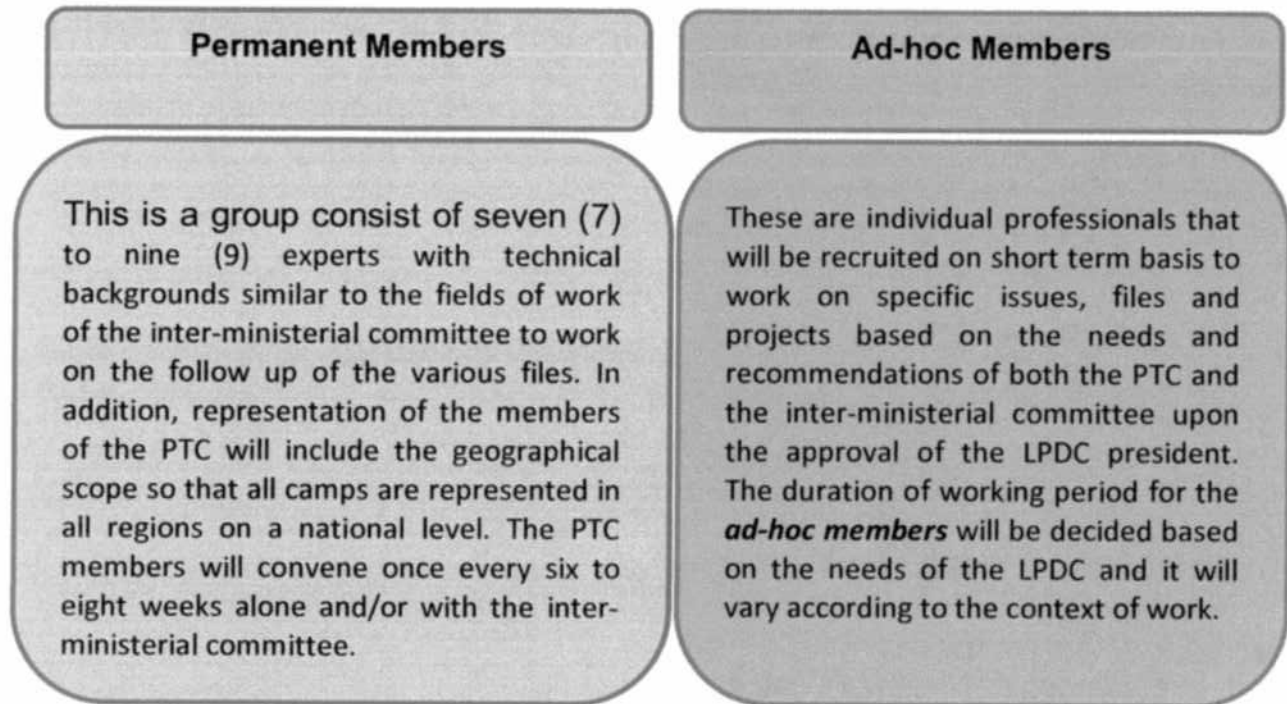 Permanent Members
This is a group consist of seven (7)
to nine (9) experts with technical
backgrounds similar to the fields of work
of the inter-ministerial committee to work
on the follow up of the various files. In
addition, representation of the members
of the PTC will include the geographical
scope so that all camps are represented in
all regions on a national level. The PTC
members will convene once every six to
eight weeks alone and/or with the inter-
ministerial committee.
Ad-hoc Members
These are individual professionals that
will be recruited on short term basis to
work on specific issues, files and
projects based on the needs and
recommendations of both the PTC and
the inter-ministerial committee upon
the approval of the LPDC president.
The duration of working period for the
ad-hoc members will be decided based
on the needs of the LPDC and it will
vary according to the context of work.